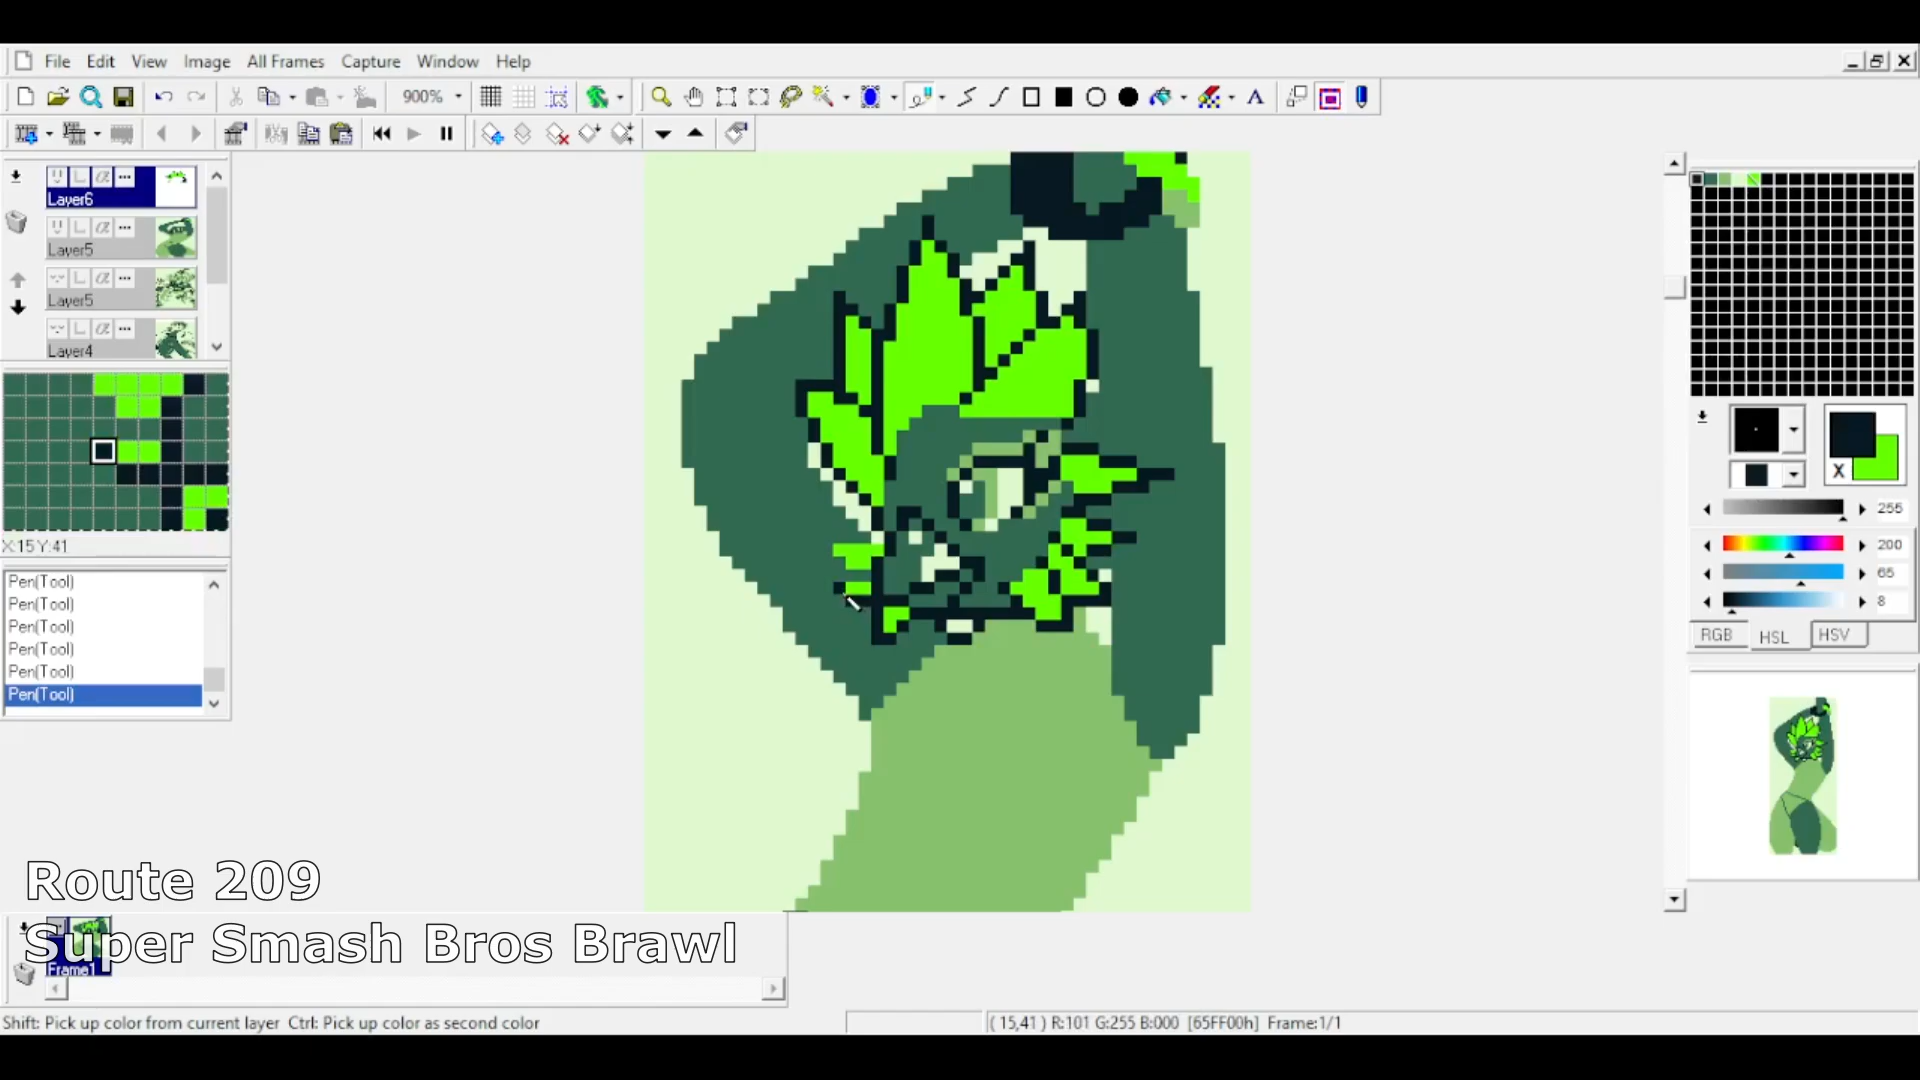 File Edit View Image All Frames Capture Window Help
900%
A
Layer6
Layer5
Layer5
Layer4
X:15 Y:41
Pen(Tool)
Pen(Tool)
Pen(Tool)
Pen(Tool)
Pen(Tool)
Pen(Tool)
X
255
200
65
8
RGB HSL HSV
Route 209
Super Smash Bros Brawl
Frame1
Shift: Pick up color from current layer Ctrl: Pick up color as second color
( 15,41 ) R:101 G:255 B:000 [65FF00h] Frame:1/1